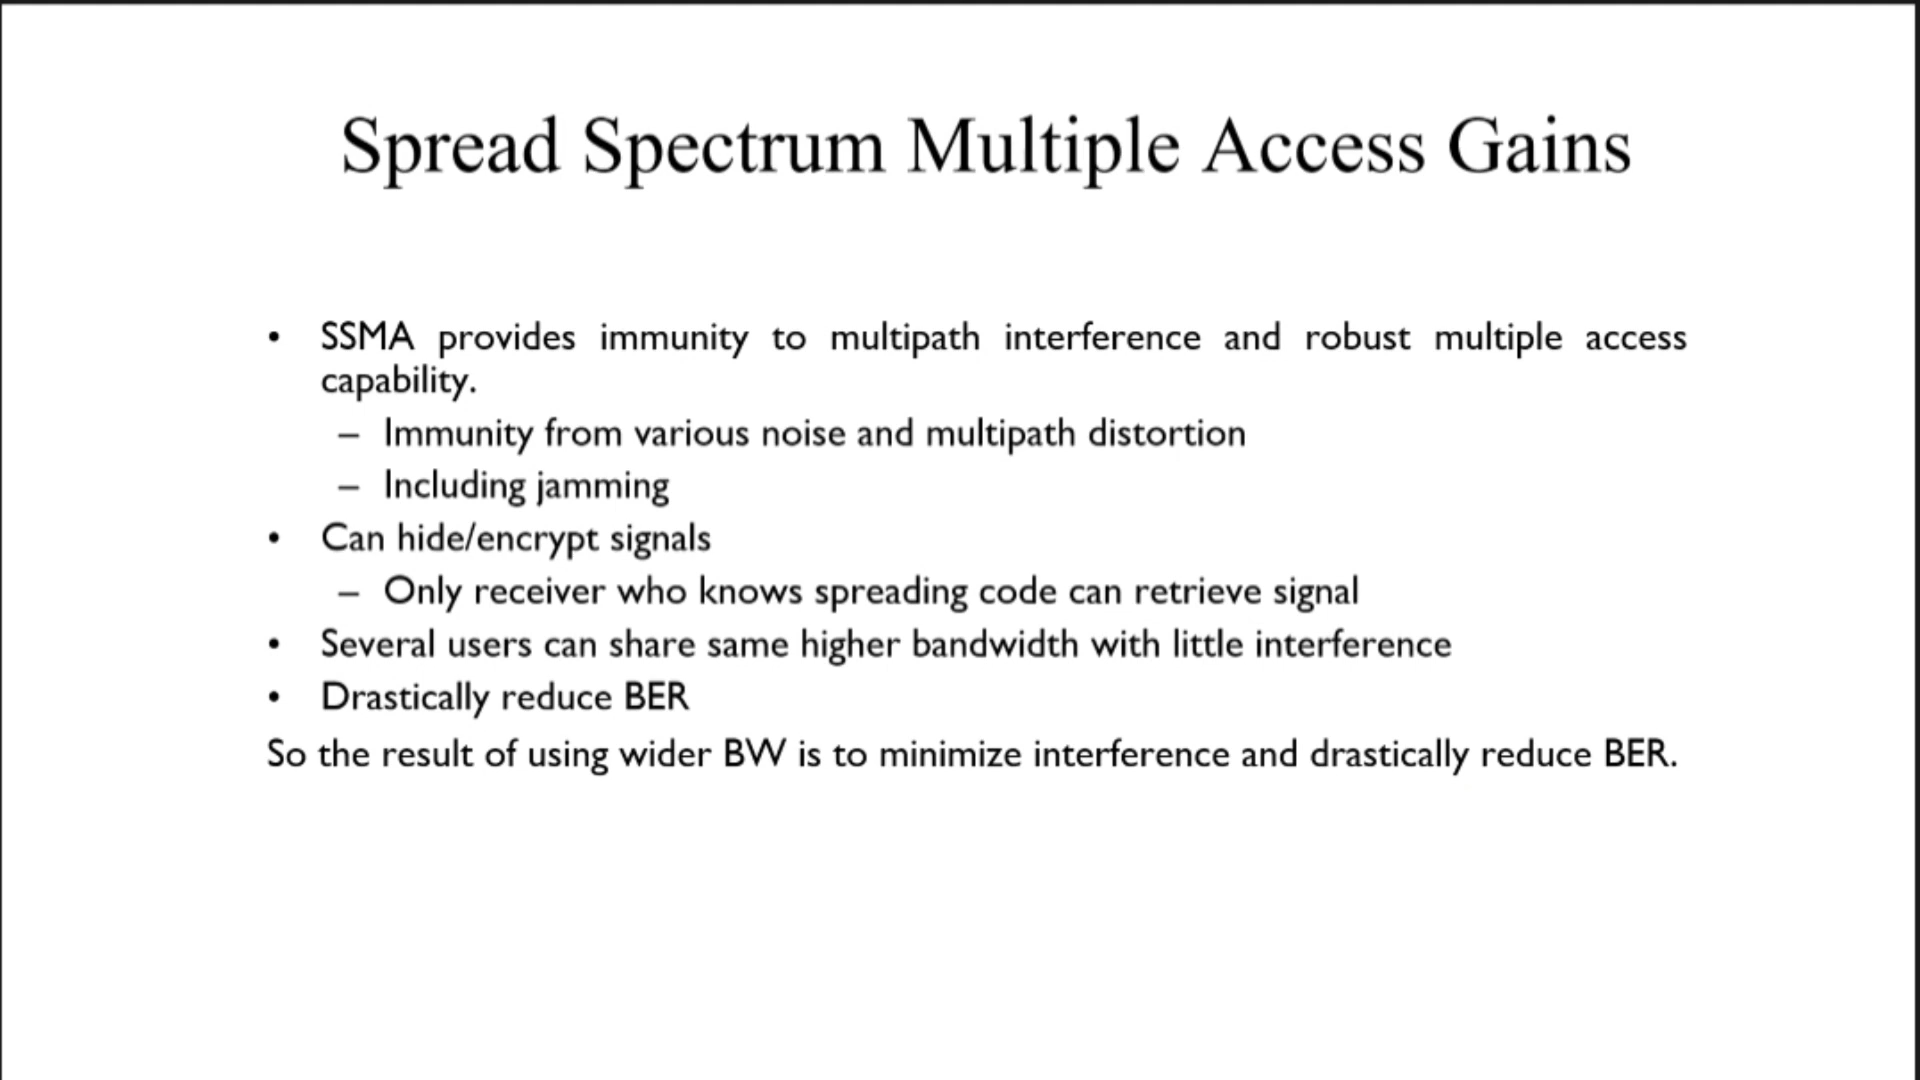 Spread Spectrum Multiple Access Gains
• SSMA provides immunity to multipath interference and robust multiple access
capability.
– Immunity from various noise and multipath distortion
– Including jamming
• Can hide/encrypt signals
– Only receiver who knows spreading code can retrieve signal
• Several users can share same higher bandwidth with little interference
• Drastically reduce BER
So the result of using wider BW is to minimize interference and drastically reduce BER.